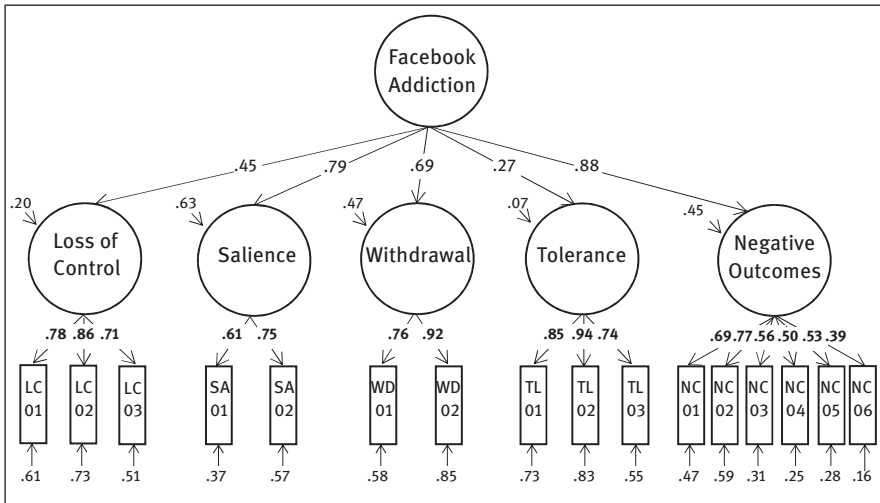 Facebook
Addiction
.45 .79 .69 .27 .88
.20 .63 .47 .07 .45
Loss of
Control
Salience
Withdrawal
Tolerance
Negative
Outcomes
.78 .86 .71 .61 .75 .76 .92 .85 .94 .74 .69 .77 .56 .50 .53 .39
LC
01
LC
02
LC
03
SA
01
SA
02
WD
01
WD
02
TL
01
TL
02
TL
03
NC
01
NC
02
NC
03
NC
04
NC
05
NC
06
.61 .73 .51 .37 .57 .58 .85 .73 .83 .55 .47 .59 .31 .25 .28 .16